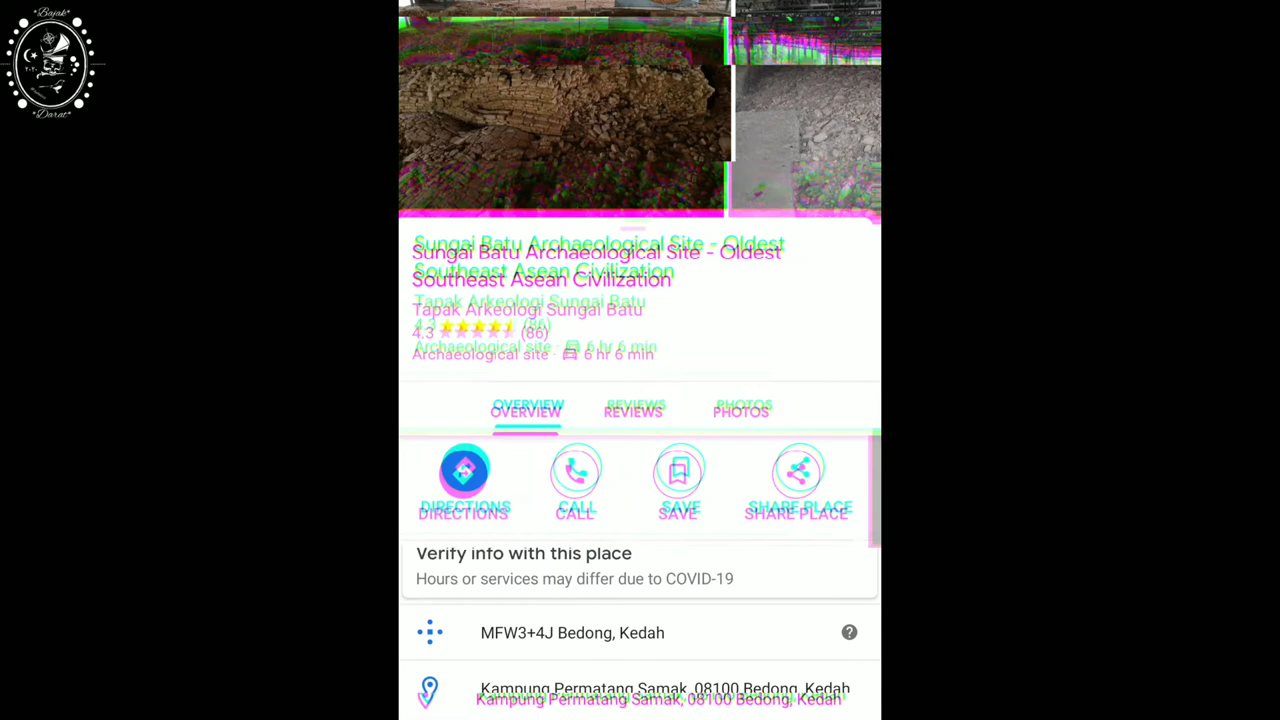 *Bajak*
*Darat*
Sungai Batu Archaeological Site - Oldest
Southeast Asean Civilization
Tapak Arkeologi Sungai Batu
4.3 (86)
Archaeological site · 6 hr 6 min
OVERVIEW REVIEWS PHOTOS
DIRECTIONS CALL SAVE SHARE PLACE
Verify info with this place
Hours or services may differ due to COVID-19
MFW3+4J Bedong, Kedah
Kampung Permatang Samak, 08100 Bedong, Kedah